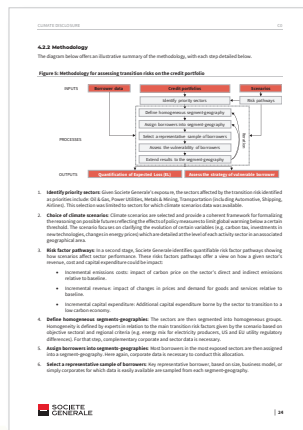 CLIMATE DISCLOSURE
4.2.2 Methodology
The diagram below offers an illustrative summary of the methodology, with each step detailed below.
Figure 6: Methodology for assessing transition risks on the credit portfolio
INPUTS
Borrower data
Credit portfolios
Scenarios
Identify priority sectors
Risk pathways
Define homogeneous segment-geography
Assign borrowers into segment-geography
PROCESSES
Select a representative sample of borrowers
Assess the vulnerability of borrowers
Extend results to the segment-geography
OUTPUTS
Quantification of Expected Loss (EL)
Assess the strategy of vulnerable borrower
1. Identify priority sectors: Given Societe Generale's exposure, the sectors affected by the transition risk identified
as priorities include: Oil & Gas, Power Utilities, Metals & Mining, Transportation (including Automotive, Shipping,
Airlines). This selection was limited to sectors for which climate scenarios data was available.
2. Choice of climate scenarios: Climate scenarios are selected and provide a coherent framework for formalizing
the reasoning on possible futures reflecting the effects of policy measures to limit global warming below a certain
threshold. The scenario focus on clarifying the evolution of certain variables (e.g. carbon tax, investments in
new technologies, changes in energy prices) which are detailed at the level of each activity sector in an associated
geographical area.
3. Risk factor pathways: In a second stage, Societe Generale identifies quantifiable risk factor pathways showing
how scenarios affect sector performance. These risks factors pathways offer a view on how a given sector's
revenue, cost and capital expenditure could be impact:
• Incremental emissions costs: impact of carbon price on the sector's direct and indirect emissions
relative to baseline.
• Incremental revenue: impact of changes in prices and demand for goods and services relative to
baseline.
• Incremental capital expenditure: Additional capital expenditure borne by the sector to transition to a
low carbon economy.
4. Define homogeneous segments-geographies: The sectors are then segmented into homogenous groups.
Homogeneity is defined by experts in relation to the main transition risk factors given by the scenario based on
objective sectoral and regional criteria (e.g. energy mix for electricity producers, US and EU utility regulatory
differences). For that step, complementary corporate and sector data is necessary.
5. Assign borrowers into segments-geographies: Most borrowers in the most exposed sectors are then assigned
into a segment-geography. Here again, corporate data is necessary to conduct this allocation.
6. Select a representative sample of borrowers: Key representative borrower, based on size, business model, or
simply corporates for which data is easily available are sampled from each segment-geography.
SOCIETE
GENERALE
| 24